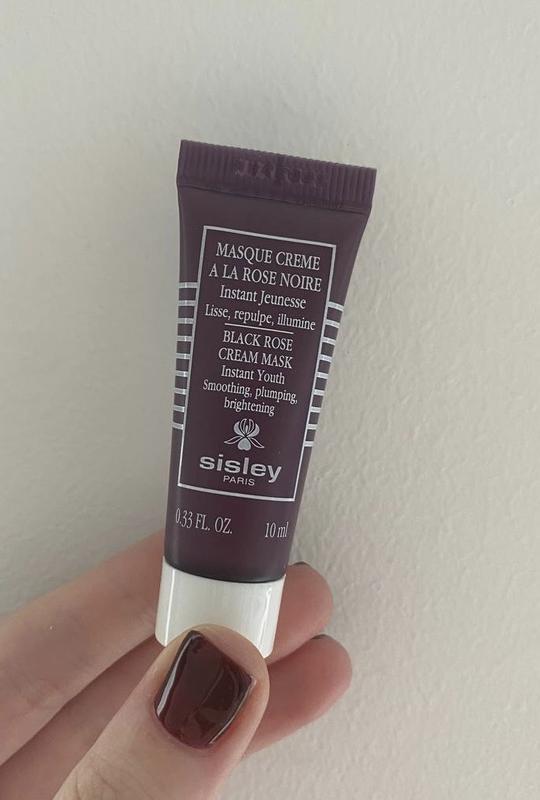 MASQUE CREME
A LA ROSE NOIRE
Instant Jeunesse
Lisse, repulpe, illumine
BLACK ROSE
CREAM MASK
Instant Youth
Smoothing, plumping,
brightening
sisley
PARIS
0.33 FL. OZ. 10 ml